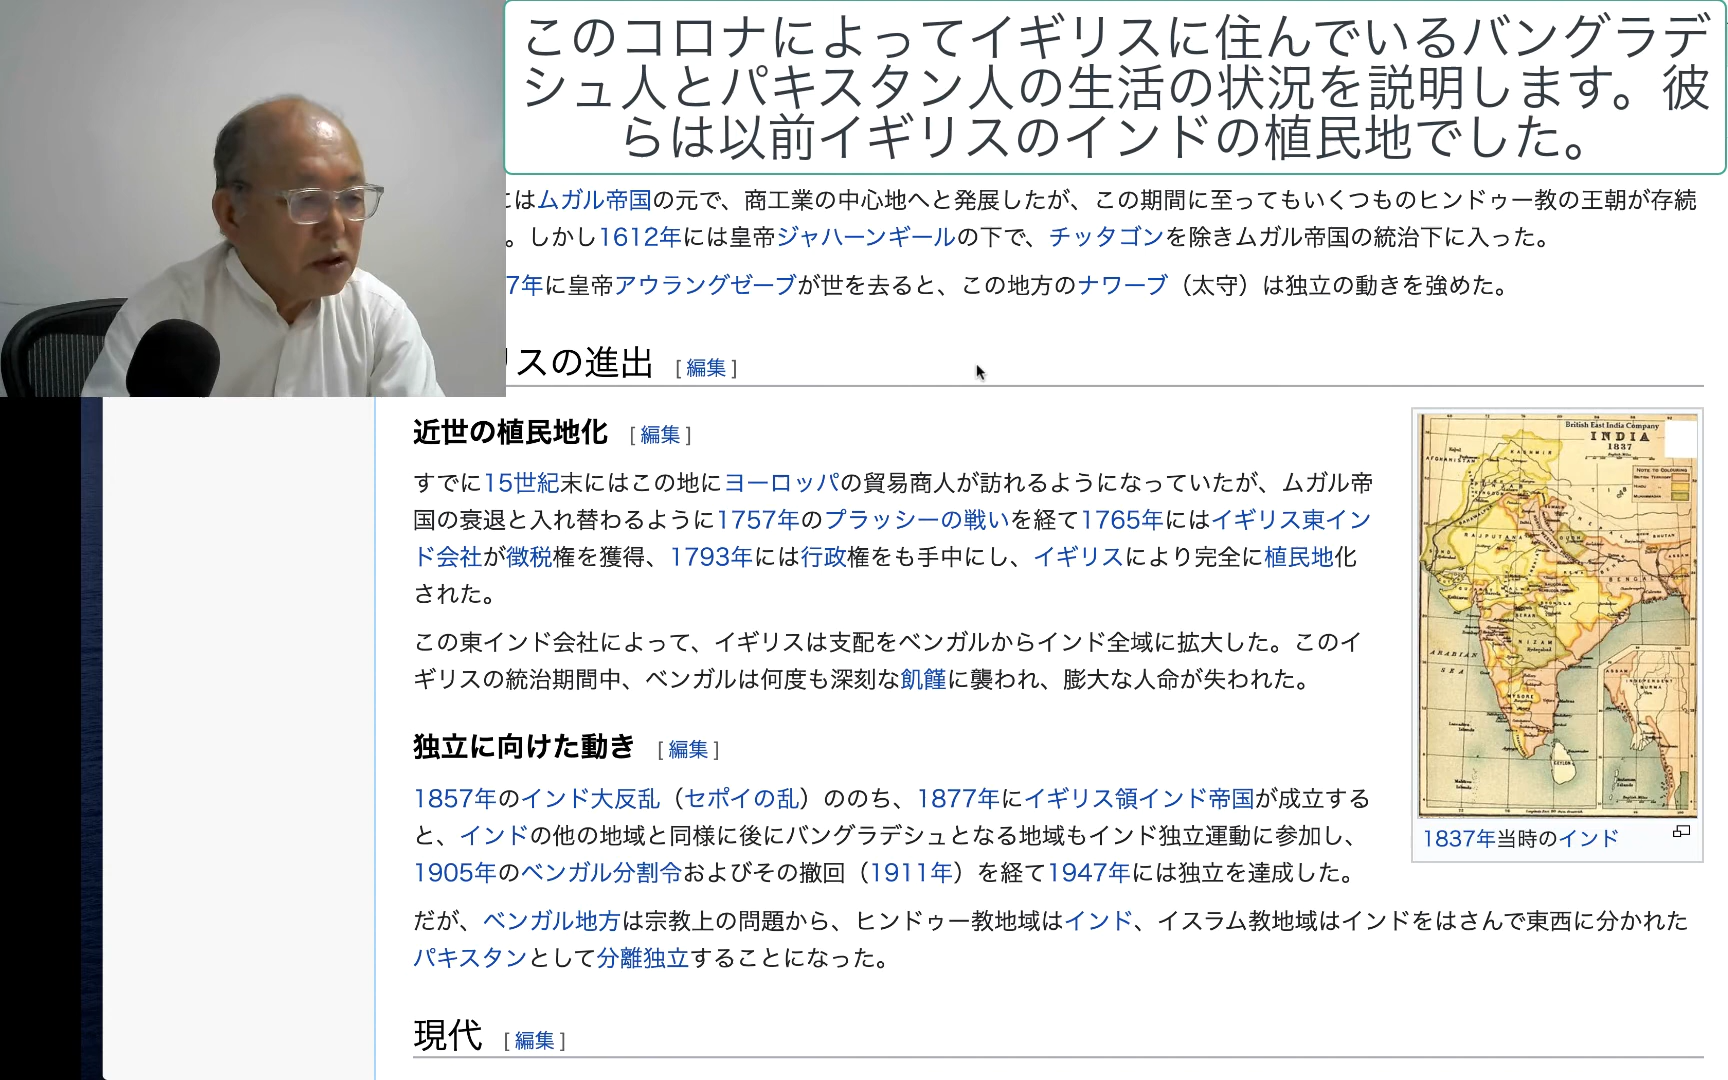 このコロナによってイギリスに住んでいるバングラデ
シュ人とパキスタン人の生活の状況を説明します。彼
らは以前イギリスのインドの植民地でした。
にはムガル帝国の元で、商工業の中心地へと発展したが、この期間に至ってもいくつものヒンドゥー教の王朝が存続
。しかし1612年には皇帝ジャハーンギールの下で、チッタゴンを除きムガル帝国の統治下に入った。
7年に皇帝アウラングゼーブが世を去ると、この地方のナワーブ（太守）は独立の動きを強めた。
リスの進出 [ 編集 ]
近世の植民地化 [ 編集 ]
すでに15世紀末にはこの地にヨーロッパの貿易商人が訪れるようになっていたが、ムガル帝
国の衰退と入れ替わるように1757年のプラッシーの戦いを経て1765年にはイギリス東イン
ド会社が徴税権を獲得、1793年には行政権をも手中にし、イギリスにより完全に植民地化
された。
この東インド会社によって、イギリスは支配をベンガルからインド全域に拡大した。このイ
ギリスの統治期間中、ベンガルは何度も深刻な飢饉に襲われ、膨大な人命が失われた。
British East India Company
INDIA
1837
NOTE TO COLOURING
KASHMIR
AFGHANISTAN
RAJPUTANA
BENGAL
NIZAM
Hyderabad
ARABIAN
SEA
MYSORE
CEYLON
ASSAM
INDEPENDENT
BURMA
1837年当時のインド
独立に向けた動き [ 編集 ]
1857年のインド大反乱（セポイの乱）ののち、1877年にイギリス領インド帝国が成立する
と、インドの他の地域と同様に後にバングラデシュとなる地域もインド独立運動に参加し、
1905年のベンガル分割令およびその撤回（1911年）を経て1947年には独立を達成した。
だが、ベンガル地方は宗教上の問題から、ヒンドゥー教地域はインド、イスラム教地域はインドをはさんで東西に分かれた
パキスタンとして分離独立することになった。
現代 [ 編集 ]